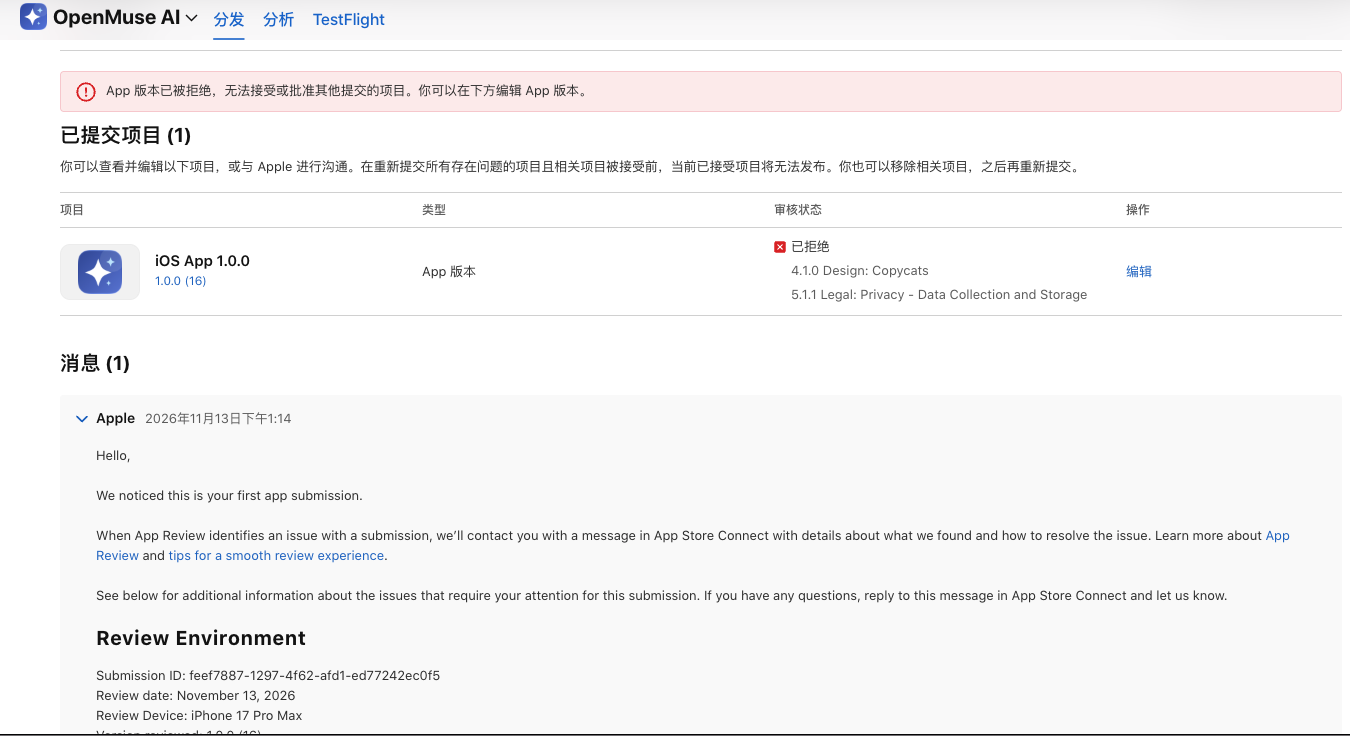 OpenMuse AI 分发 分析 TestFlight
App 版本已被拒绝，无法接受或批准其他提交的项目。你可以在下方编辑 App 版本。
已提交项目 (1)
你可以查看并编辑以下项目，或与 Apple 进行沟通。在重新提交所有存在问题的项目且相关项目被接受前，当前已接受项目将无法发布。你也可以移除相关项目，之后再重新提交。
项目 类型 审核状态 操作
iOS App 1.0.0
1.0.0 (16)
App 版本
已拒绝
4.1.0 Design: Copycats
5.1.1 Legal: Privacy - Data Collection and Storage
编辑
消息 (1)
Apple 2026年11月13日下午1:14
Hello,
We noticed this is your first app submission.
When App Review identifies an issue with a submission, we’ll contact you with a message in App Store Connect with details about what we found and how to resolve the issue. Learn more about App
Review and tips for a smooth review experience.
See below for additional information about the issues that require your attention for this submission. If you have any questions, reply to this message in App Store Connect and let us know.
Review Environment
Submission ID: feef7887-1297-4f62-afd1-ed77242ec0f5
Review date: November 13, 2026
Review Device: iPhone 17 Pro Max
Version reviewed: 1.0.0 (16)